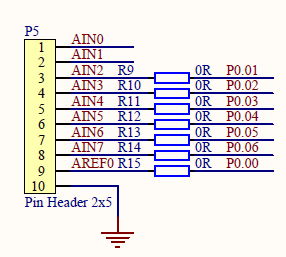 P5
1 AIN0
2 AIN1
3 AIN2 R9 0R P0.01
4 AIN3 R10 0R P0.02
5 AIN4 R11 0R P0.03
6 AIN5 R12 0R P0.04
7 AIN6 R13 0R P0.05
8 AIN7 R14 0R P0.06
9 AREF0 R15 0R P0.00
10
Pin Header 2x5